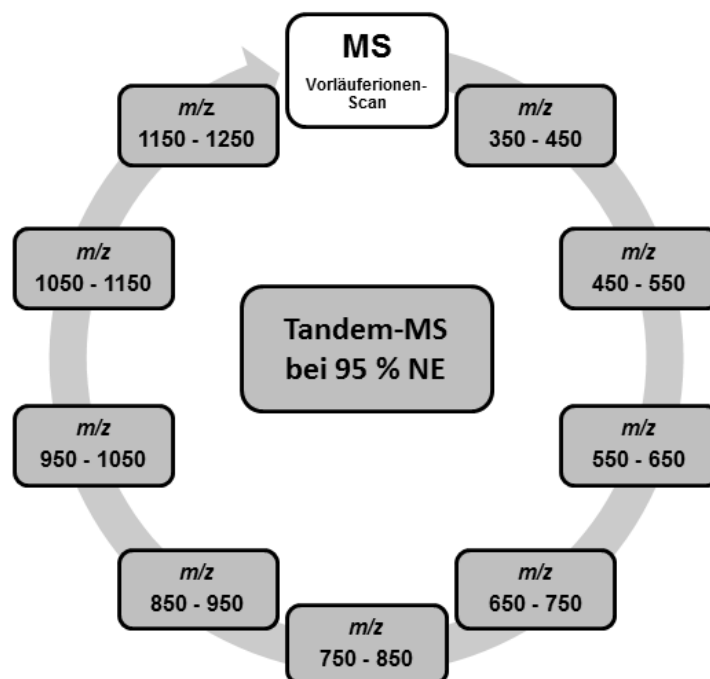 MS
Vorläuferionen-
Scan
m/z
350 - 450
m/z
450 - 550
m/z
550 - 650
m/z
650 - 750
m/z
750 - 850
m/z
850 - 950
m/z
950 - 1050
m/z
1050 - 1150
m/z
1150 - 1250
Tandem-MS
bei 95 % NE